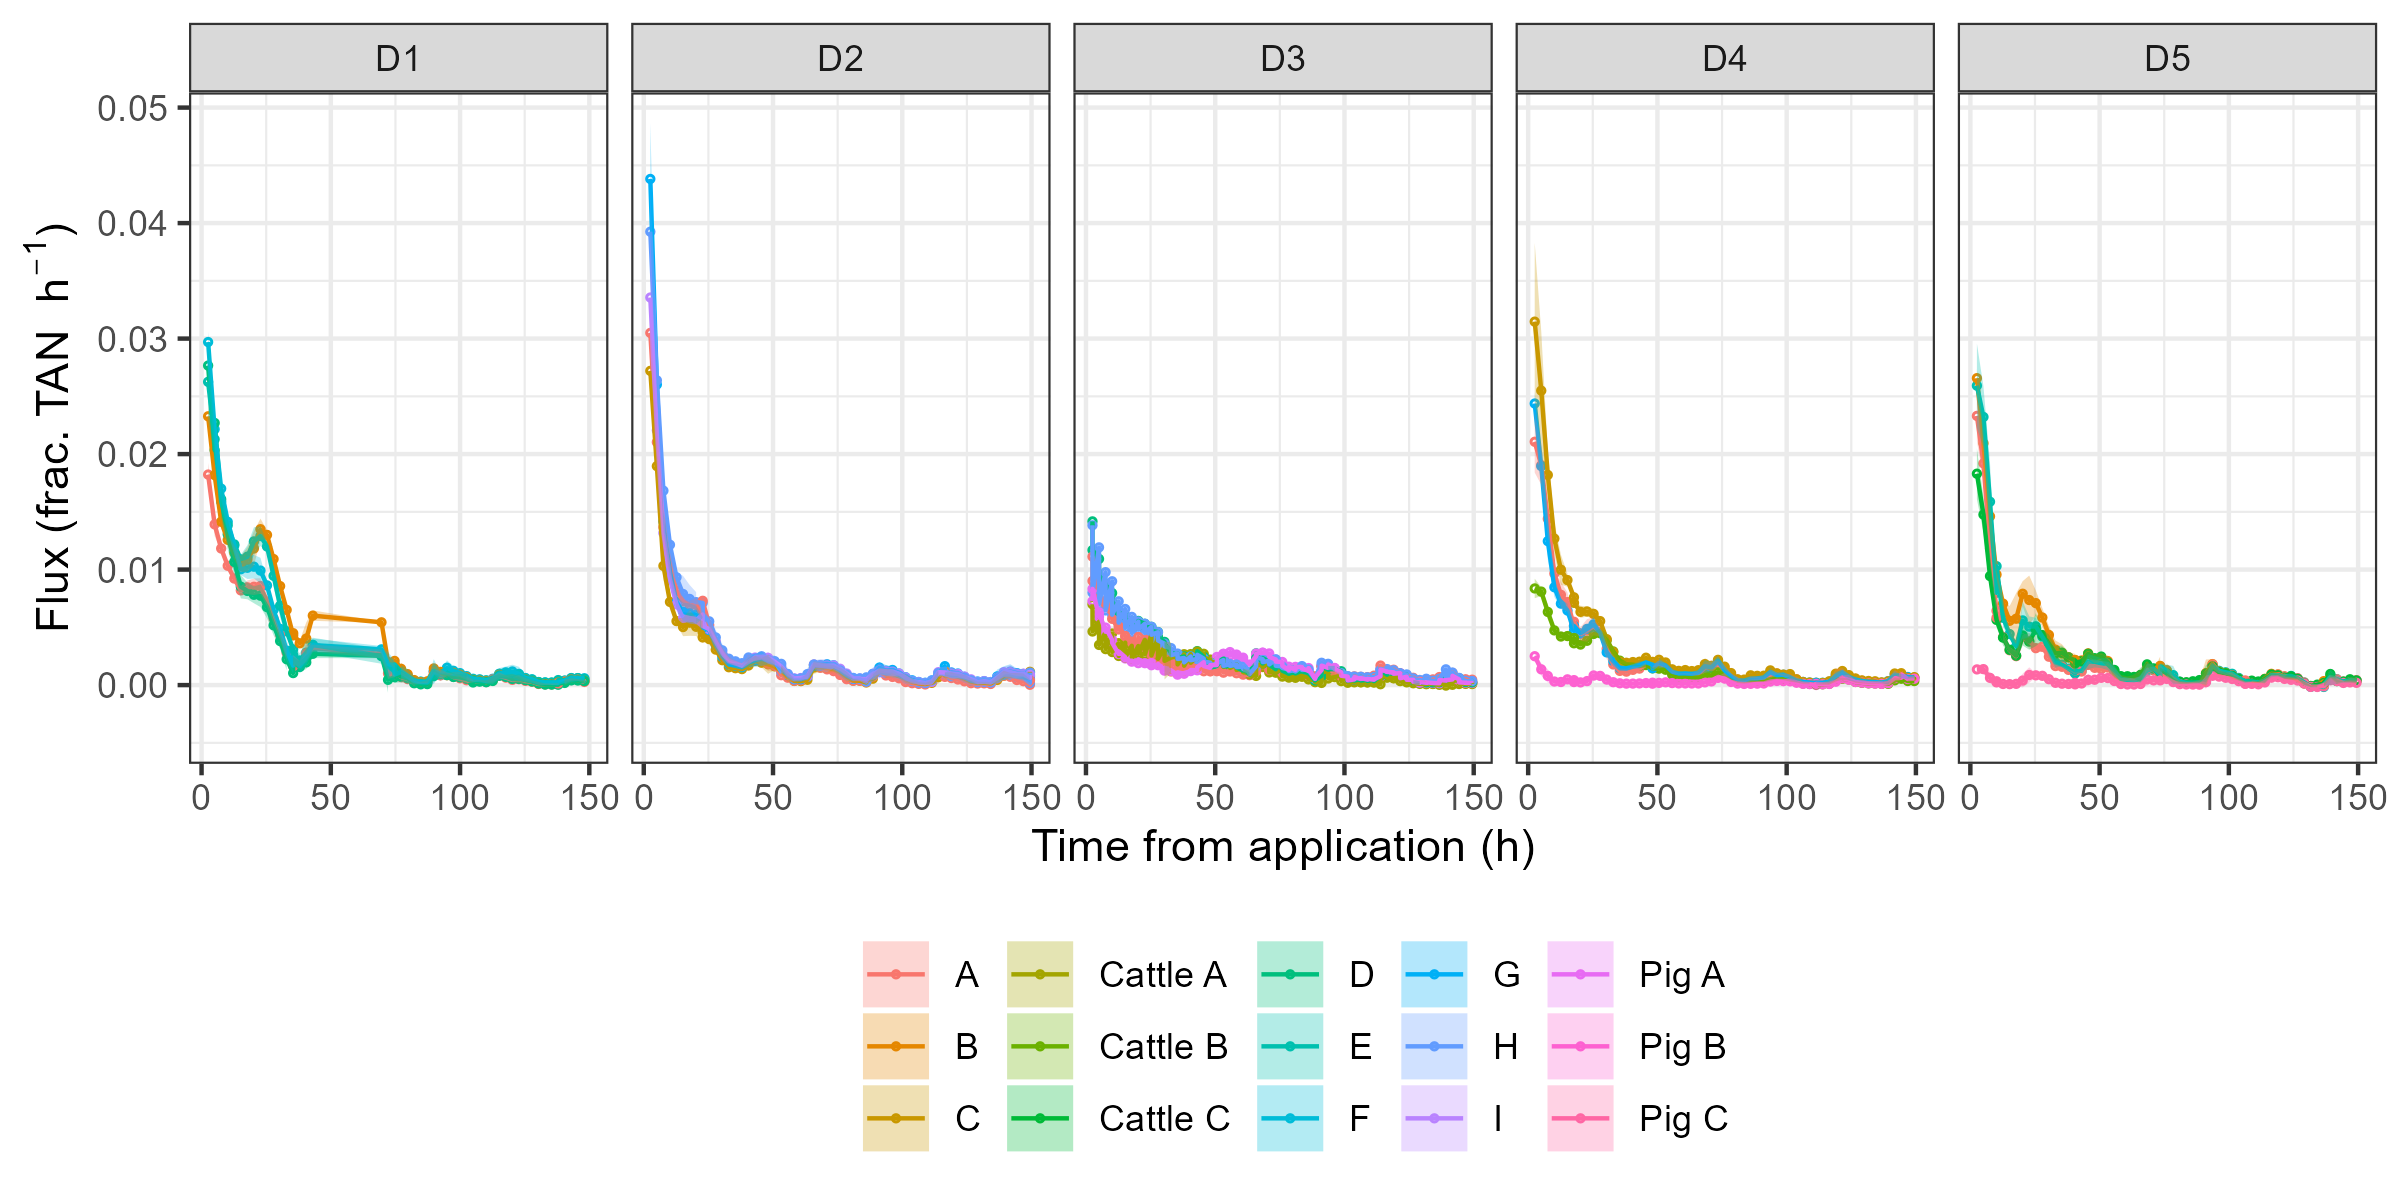 D1 D2 D3 D4 D5
0.05
0.04
0.03
0.02
0.01
0.00
Flux (frac. TAN h⁻¹)
0 50 100 150 0 50 100 150 0 50 100 150 0 50 100 150 0 50 100 150
Time from application (h)
A Cattle A D G Pig A
B Cattle B E H Pig B
C Cattle C F I Pig C